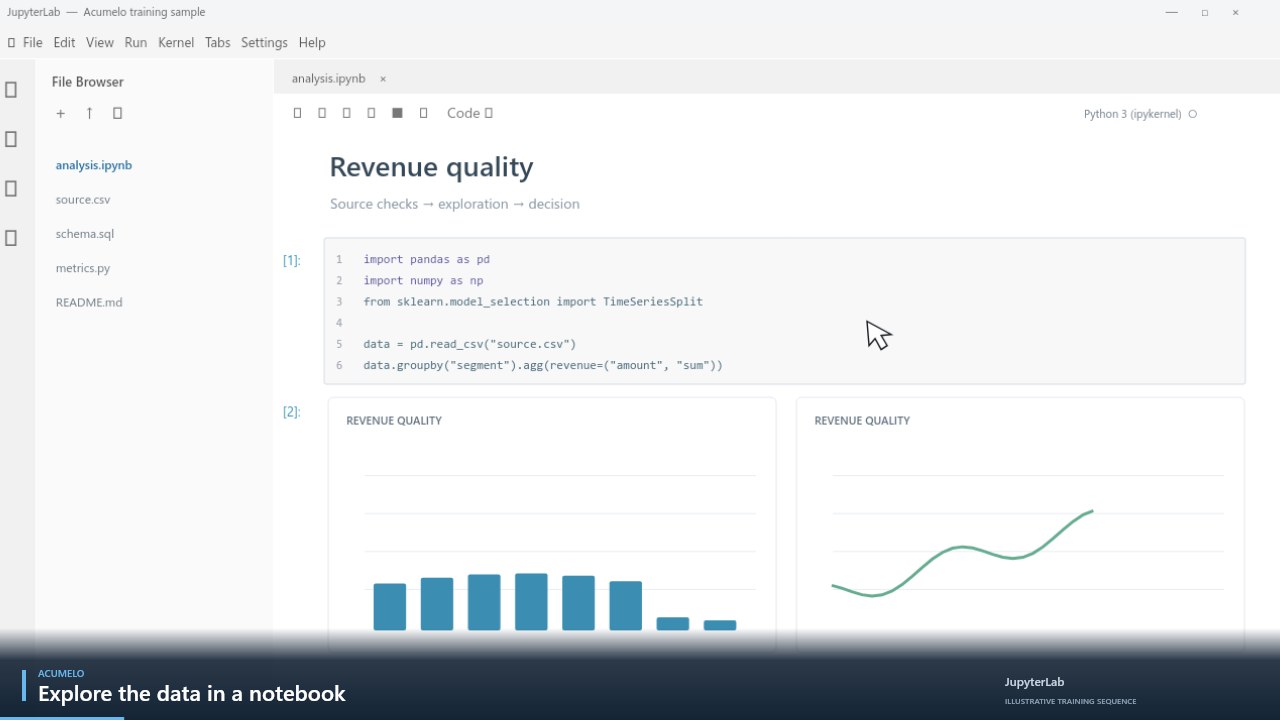 JupyterLab — Acumelo training sample
File Edit View Run Kernel Tabs Settings Help
File Browser
analysis.ipynb
source.csv
schema.sql
metrics.py
README.md
analysis.ipynb ×
Code
Python 3 (ipykernel)
Revenue quality
Source checks → exploration → decision
[1]:
1 import pandas as pd
2 import numpy as np
3 from sklearn.model_selection import TimeSeriesSplit
4
5 data = pd.read_csv("source.csv")
6 data.groupby("segment").agg(revenue=("amount", "sum"))
[2]:
REVENUE QUALITY
REVENUE QUALITY
ACUMELO
Explore the data in a notebook
JupyterLab
ILLUSTRATIVE TRAINING SEQUENCE